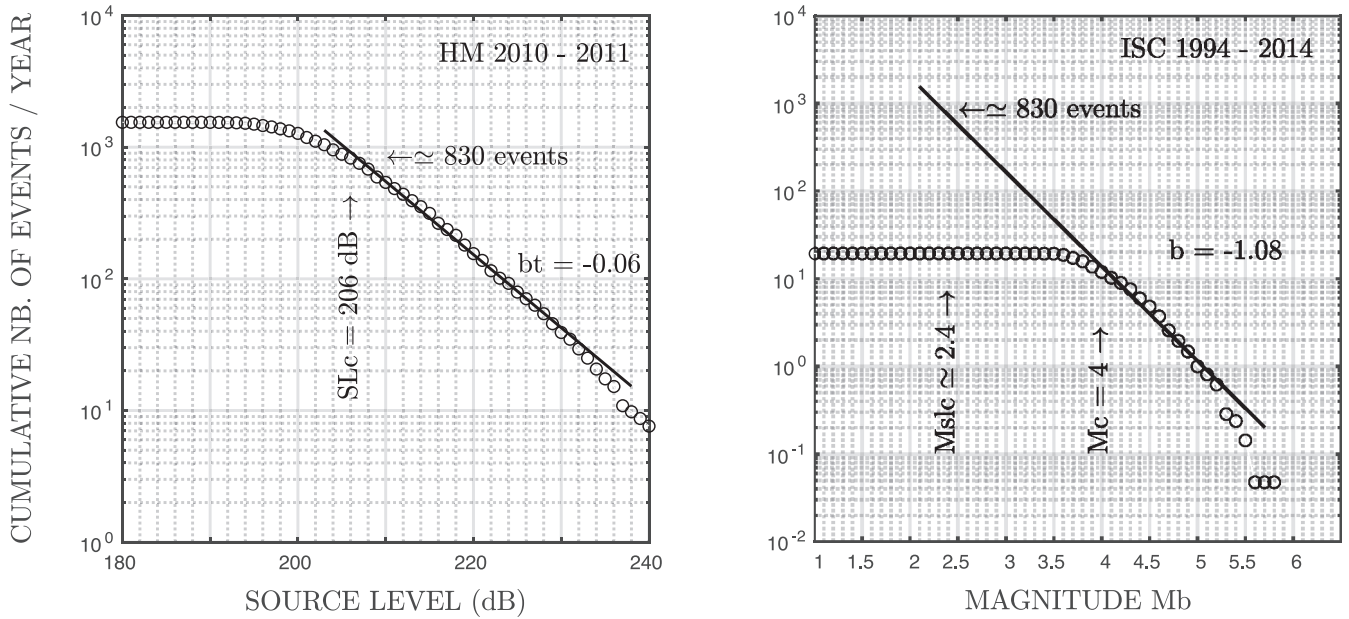 CUMULATIVE NB. OF EVENTS / YEAR
10^4
10^3
10^2
10^1
10^0
HM 2010 - 2011
←≃ 830 events
SLc = 206 dB →
bt = -0.06
180
200
220
240
SOURCE LEVEL (dB)
10^4
10^3
10^2
10^1
10^0
10^-1
10^-2
ISC 1994 - 2014
←≃ 830 events
b = -1.08
Mslc ≃ 2.4 →
Mc = 4 →
1
1.5
2
2.5
3
3.5
4
4.5
5
5.5
6
MAGNITUDE Mb